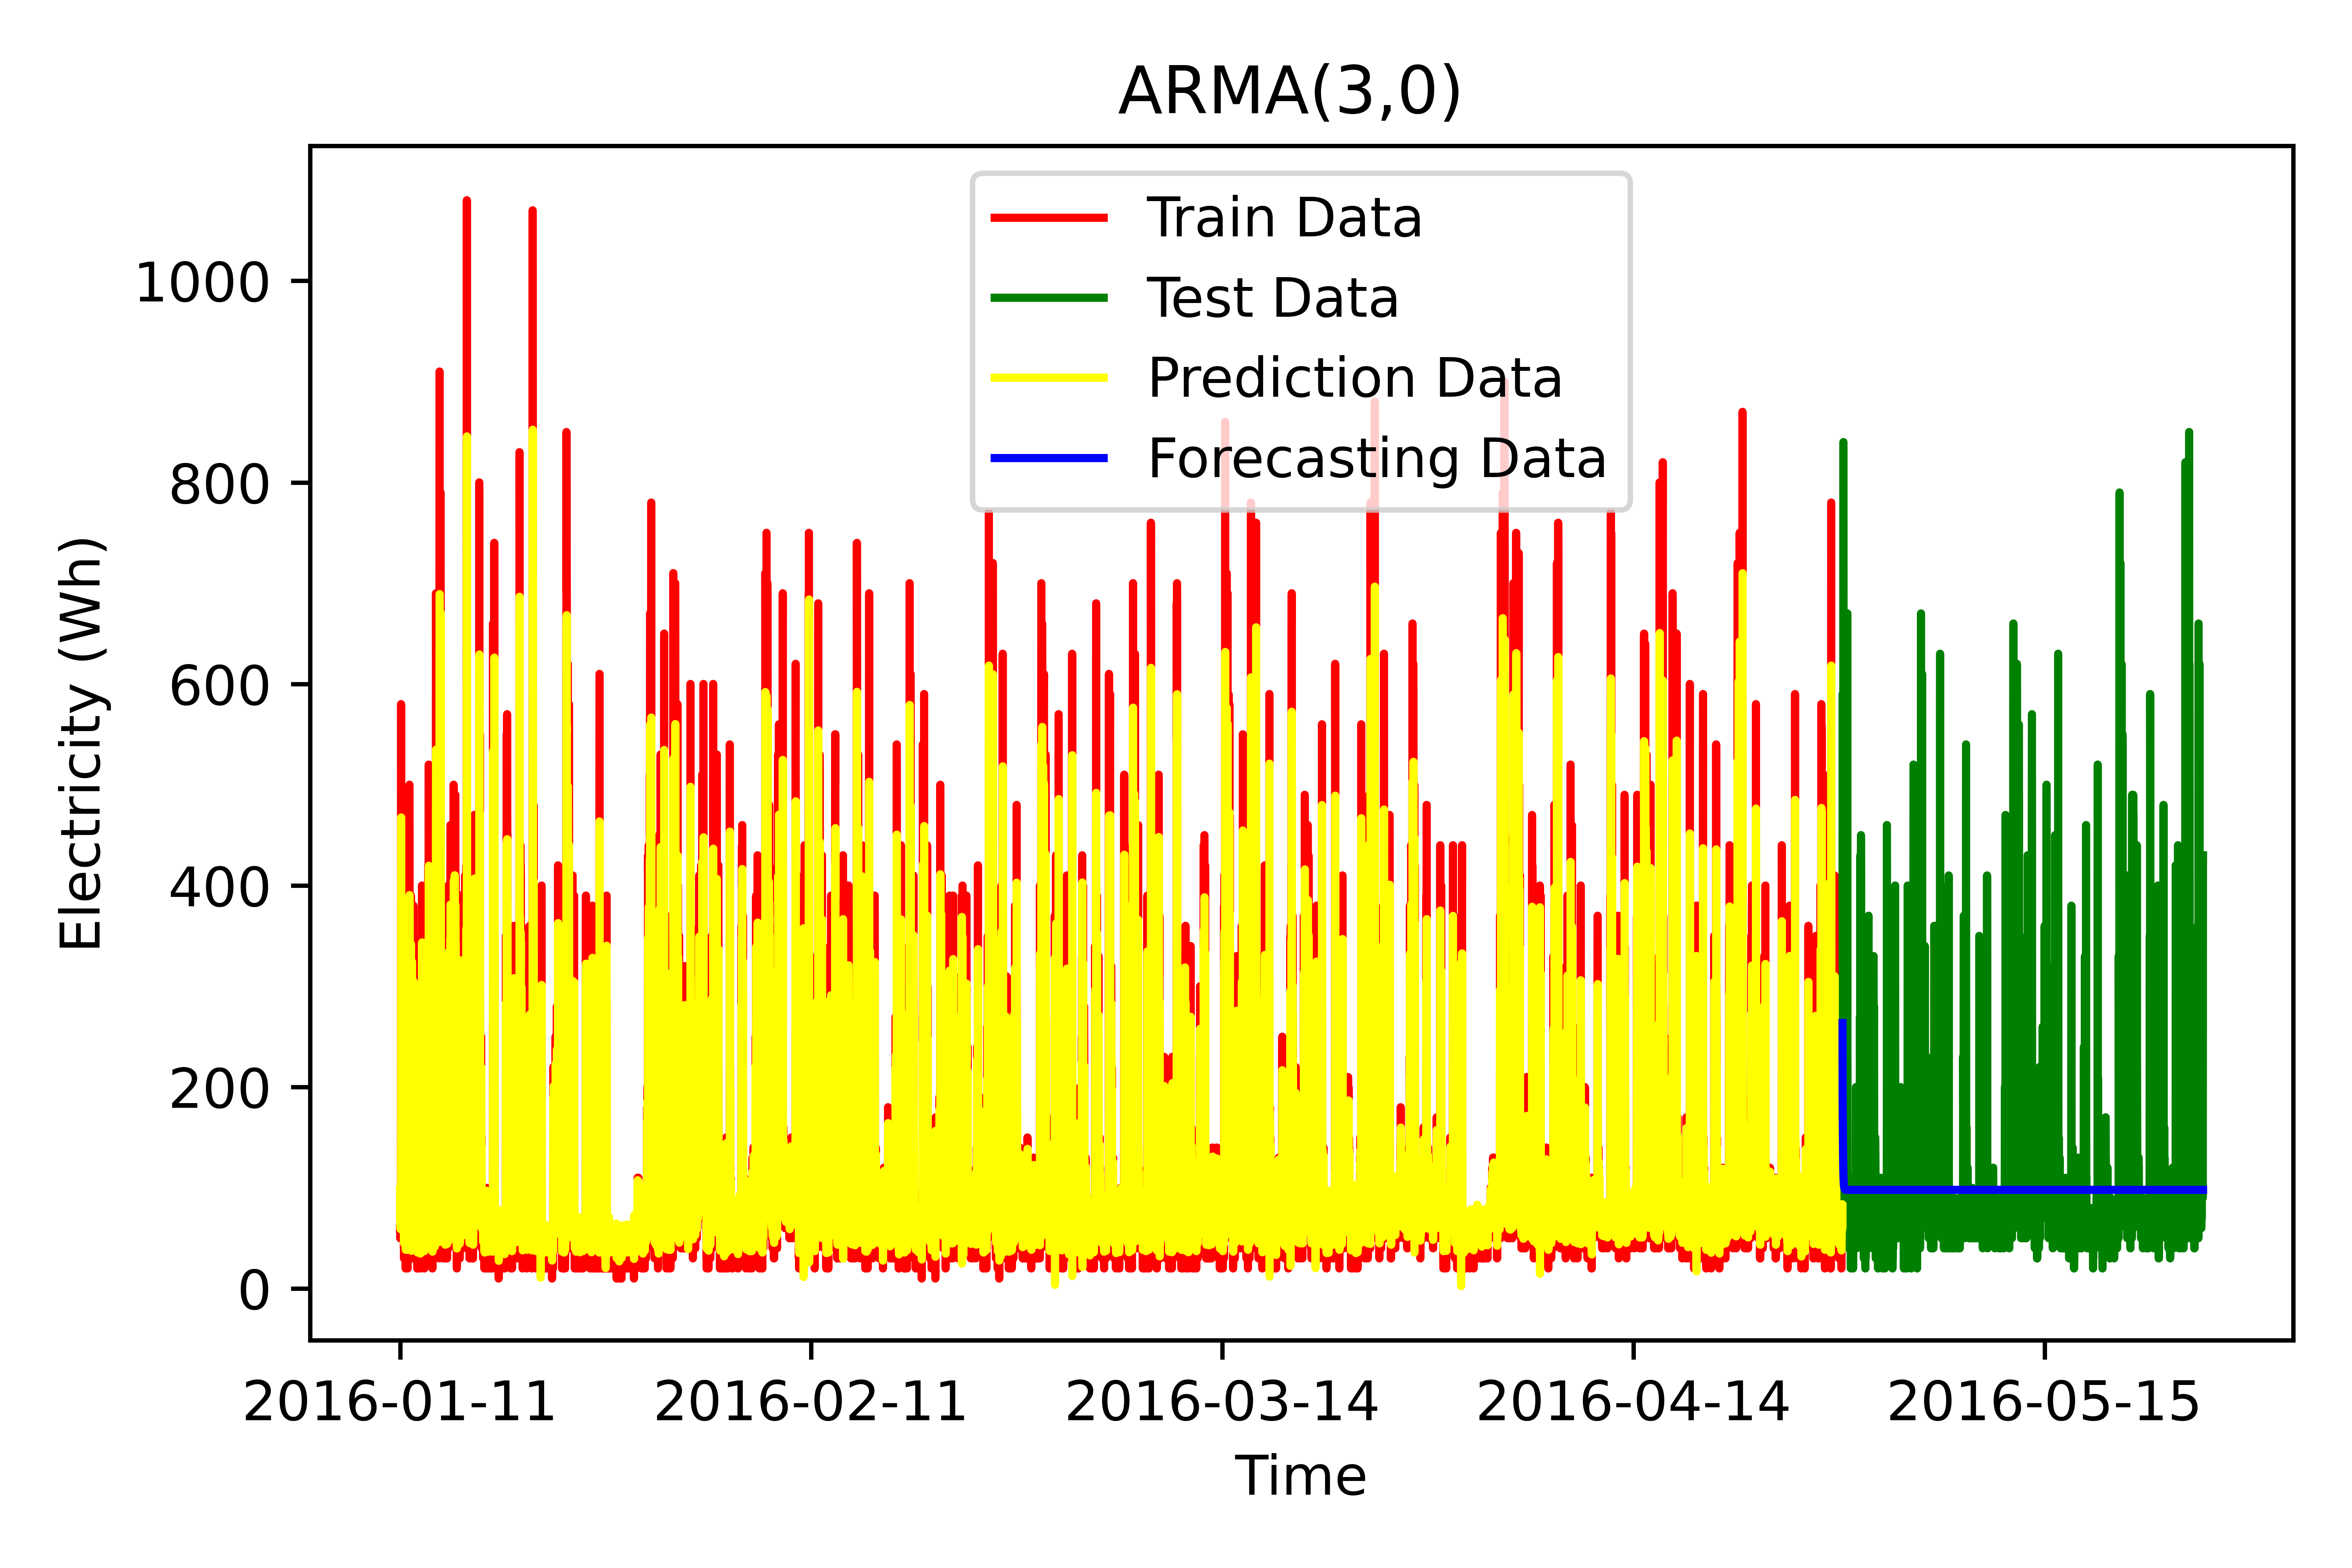 ARMA(3,0)
Train Data
Test Data
Prediction Data
Forecasting Data
Electricity (Wh)
1000
800
600
400
200
0
2016-01-11 2016-02-11 2016-03-14 2016-04-14 2016-05-15
Time